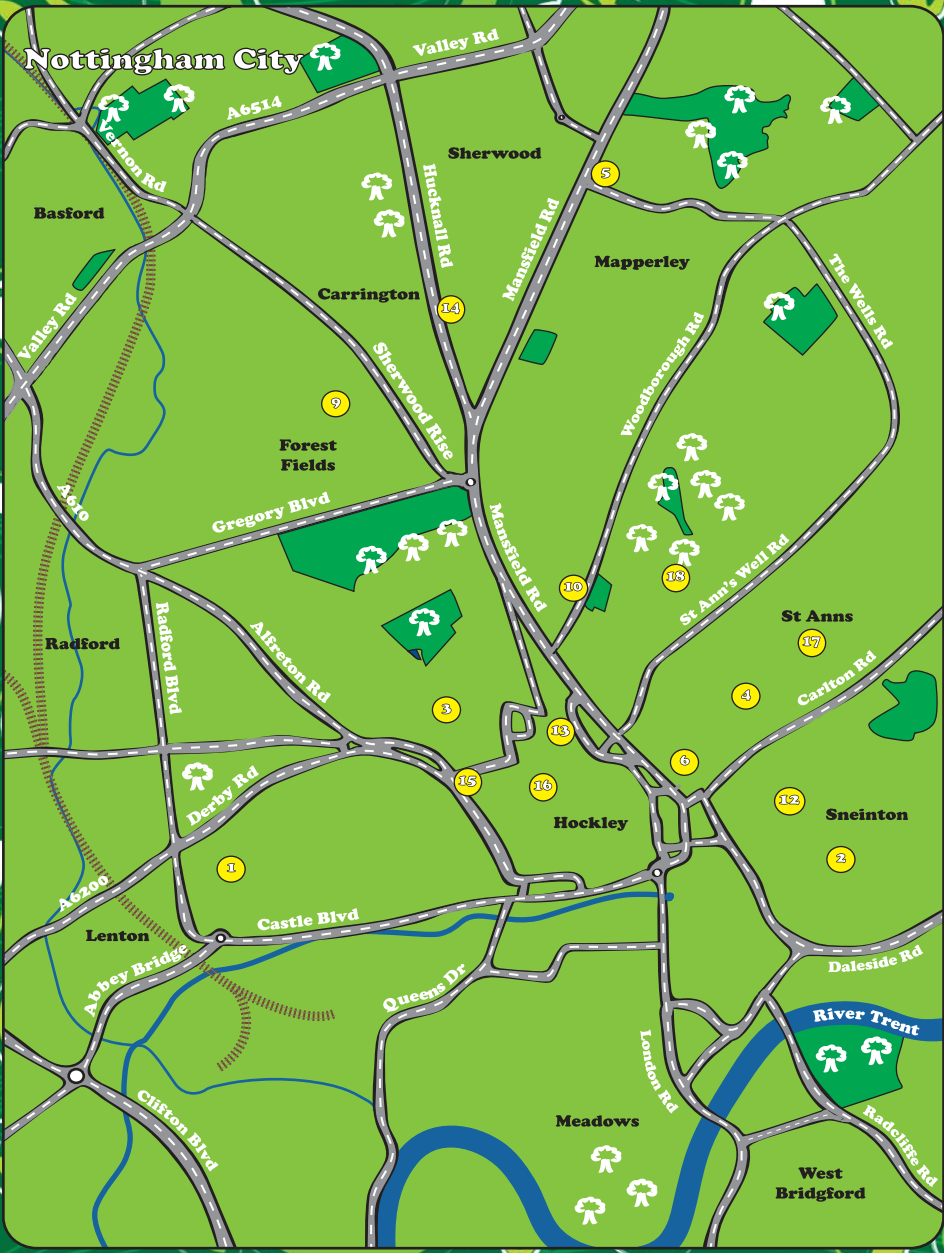 Nottingham City
Valley Rd
A6514
Vernon Rd
Sherwood
5
Hucknall Rd
Basford
Mansfield Rd
Mapperley
The Wells Rd
Carrington
14
Valley Rd
Sherwood Rise
Woodborough Rd
9
Forest
Fields
A610
Gregory Blvd
Mansfield Rd
10
18
St Ann's Well Rd
St Anns
17
Radford
Radford Blvd
Alfreton Rd
Carlton Rd
3
4
13
6
15
16
Derby Rd
12
Hockley
Sneinton
1
2
A6200
Castle Blvd
Lenton
Abbey Bridge
Daleside Rd
Queens Dr
River Trent
London Rd
Clifton Blvd
Meadows
Radcliffe Rd
West
Bridgford